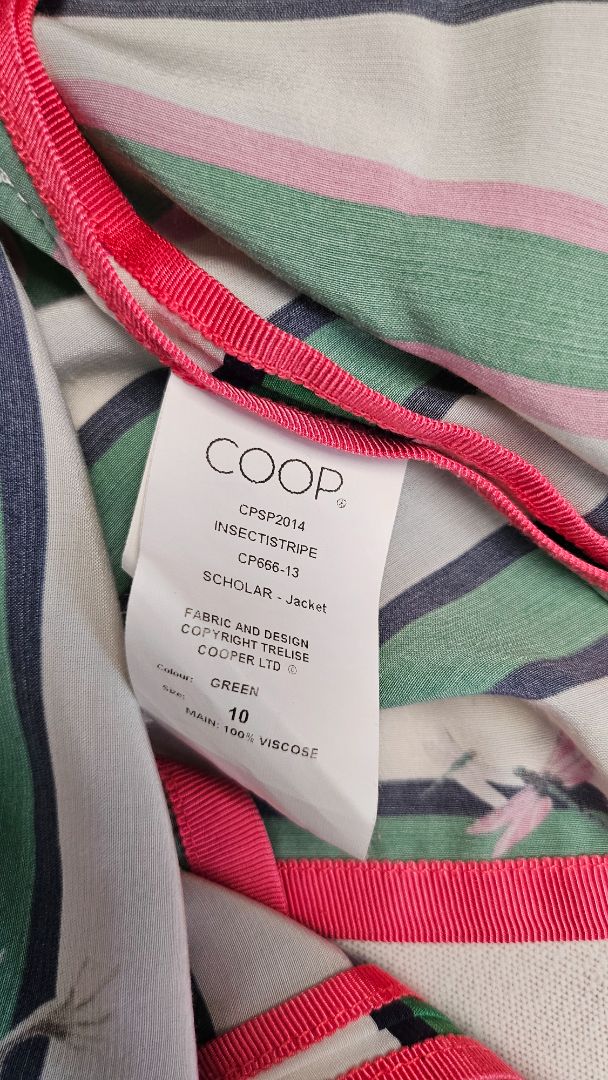 COOP
CPSP2014
INSECTISTRIPE
CP666-13
SCHOLAR - Jacket
FABRIC AND DESIGN
COPYRIGHT TRELISE
COOPER LTD ©
Colour: GREEN
Size: 10
MAIN: 100% VISCOSE